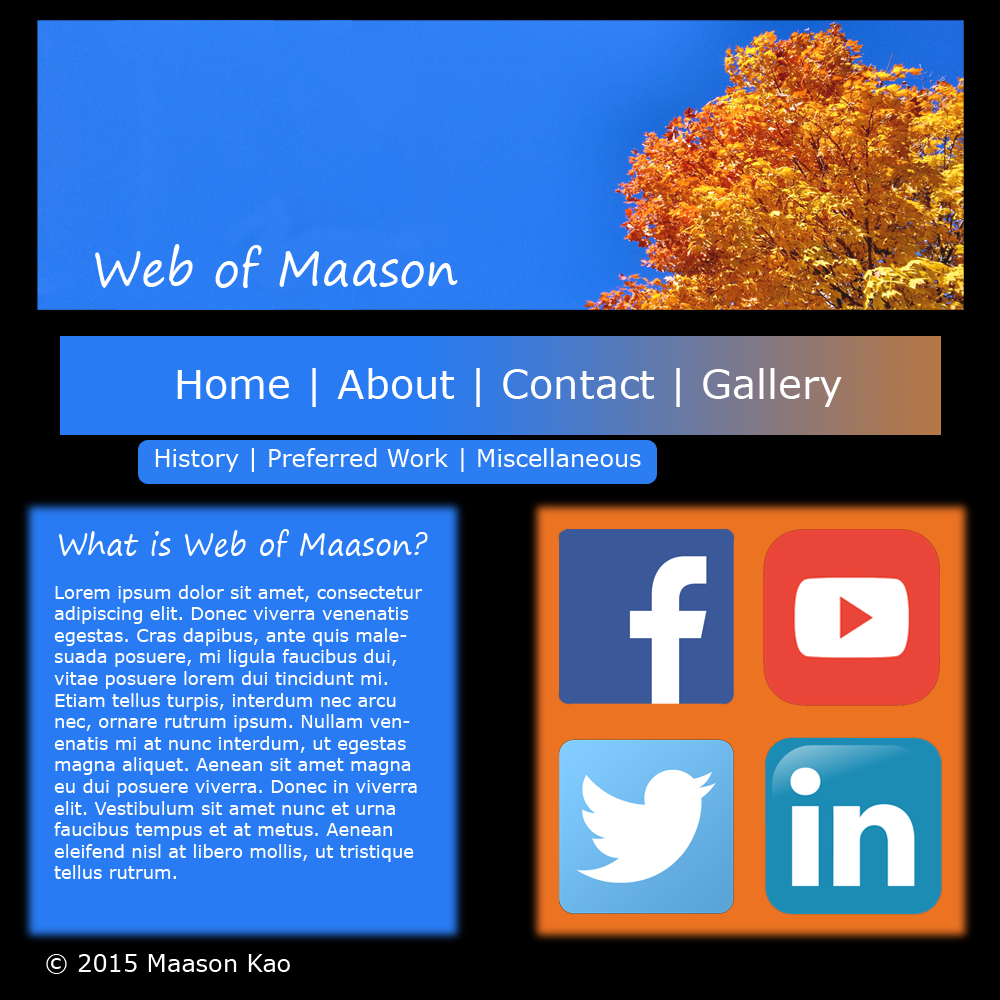 Web of Maason
Home | About | Contact | Gallery
History | Preferred Work | Miscellaneous
What is Web of Maason?
Lorem ipsum dolor sit amet, consectetur
adipiscing elit. Donec viverra venenatis
egestas. Cras dapibus, ante quis male-
suada posuere, mi ligula faucibus dui,
vitae posuere lorem dui tincidunt mi.
Etiam tellus turpis, interdum nec arcu
nec, ornare rutrum ipsum. Nullam ven-
enatis mi at nunc interdum, ut egestas
magna aliquet. Aenean sit amet magna
eu dui posuere viverra. Donec in viverra
elit. Vestibulum sit amet nunc et urna
faucibus tempus et at metus. Aenean
eleifend nisl at libero mollis, ut tristique
tellus rutrum.
f
in
© 2015 Maason Kao